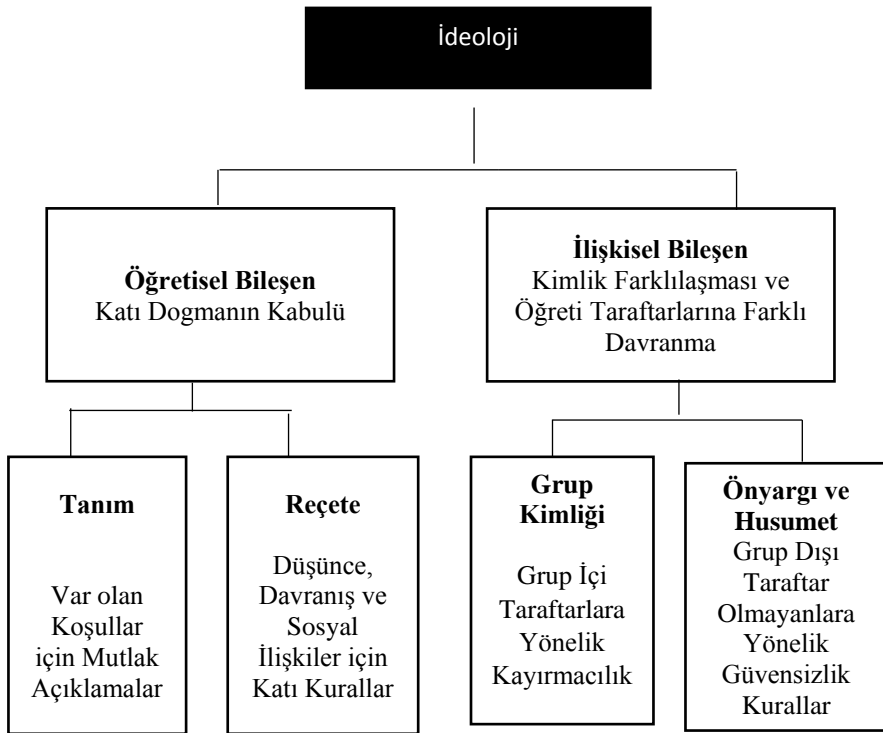 İdeoloji
Öğretisel Bileşen
Katı Dogmanın Kabulü
İlişkisel Bileşen
Kimlik Farklılaşması ve
Öğreti Taraftarlarına Farklı
Davranma
Tanım
Var olan
Koşullar
için Mutlak
Açıklamalar
Reçete
Düşünce,
Davranış ve
Sosyal
İlişkiler için
Katı Kurallar
Grup
Kimliği
Grup İçi
Taraftarlara
Yönelik
Kayırmacılık
Önyargı ve
Husumet
Grup Dışı
Taraftar
Olmayanlara
Yönelik
Güvensizlik
Kurallar